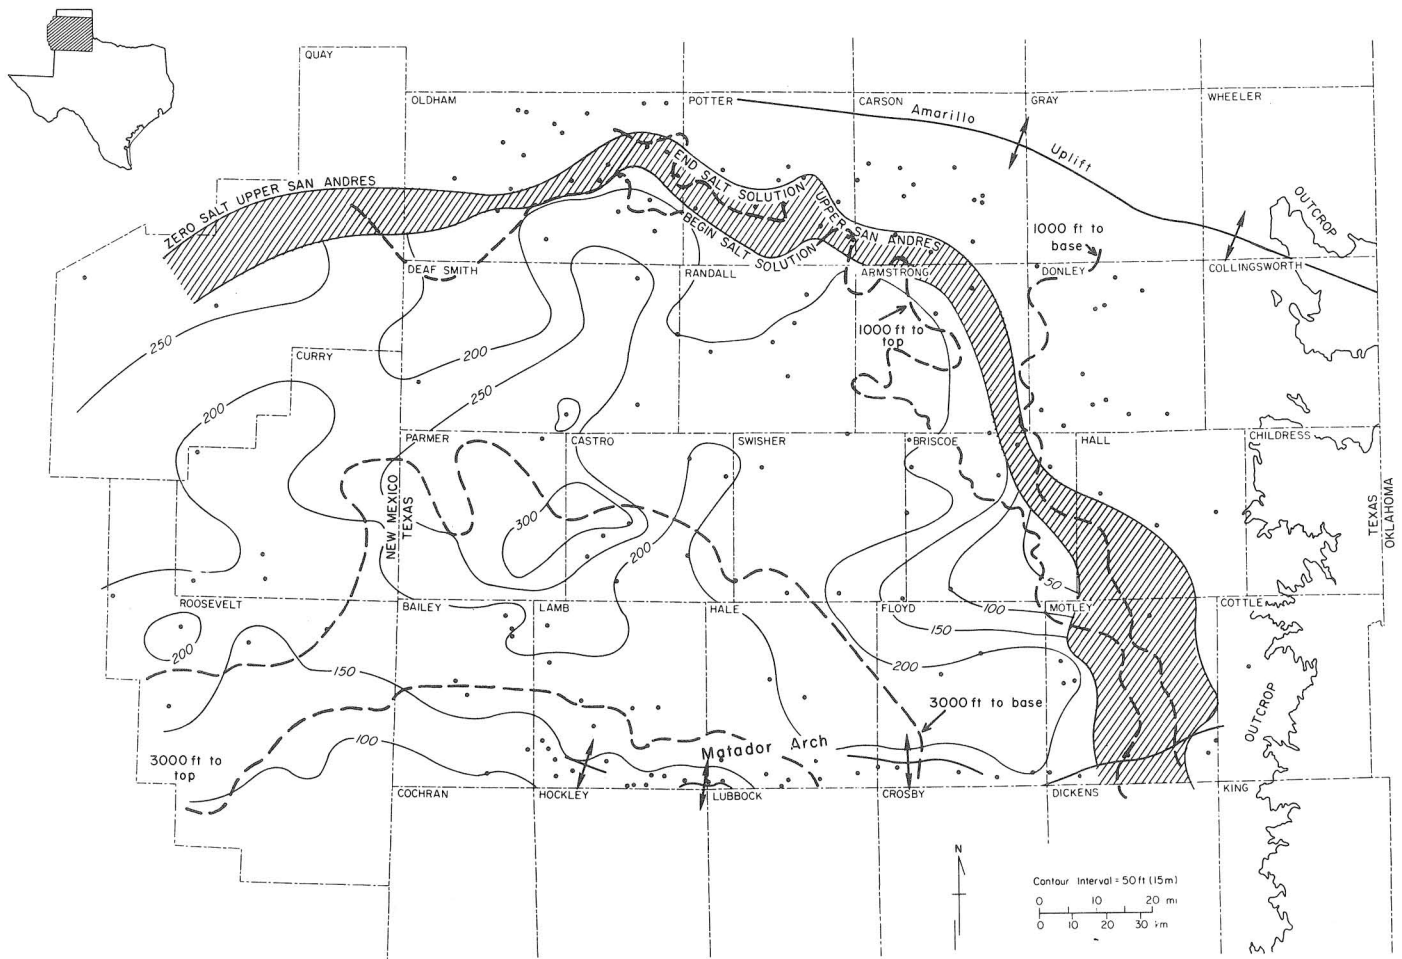 QUAY
OLDHAM
POTTER
CARSON
GRAY
WHEELER
Amarillo
Uplift
ZERO SALT UPPER SAN ANDRES
END SALT SOLUTION
UPPER SAN ANDRES
BEGIN SALT SOLUTION
OUTCROP
1000 ft to
base
DEAF SMITH
RANDALL
ARMSTRONG
DONLEY
COLLINGSWORTH
1000 ft to
top
250
200
CURRY
250
200
PARMER
CASTRO
SWISHER
BRISCOE
HALL
CHILDRESS
NEW MEXICO
TEXAS
300
200
TEXAS
OKLAHOMA
50
ROOSEVELT
BAILEY
LAMB
HALE
FLOYD
100
MOTLEY
COTTLE
150
200
200
150
3000 ft to base
OUTCROP
100
Matador Arch
3000 ft to
top
COCHRAN
HOCKLEY
LUBBOCK
CROSBY
DICKENS
KING
N
Contour Interval = 50 ft (15m)
0 10 20 mi
0 10 20 30 km